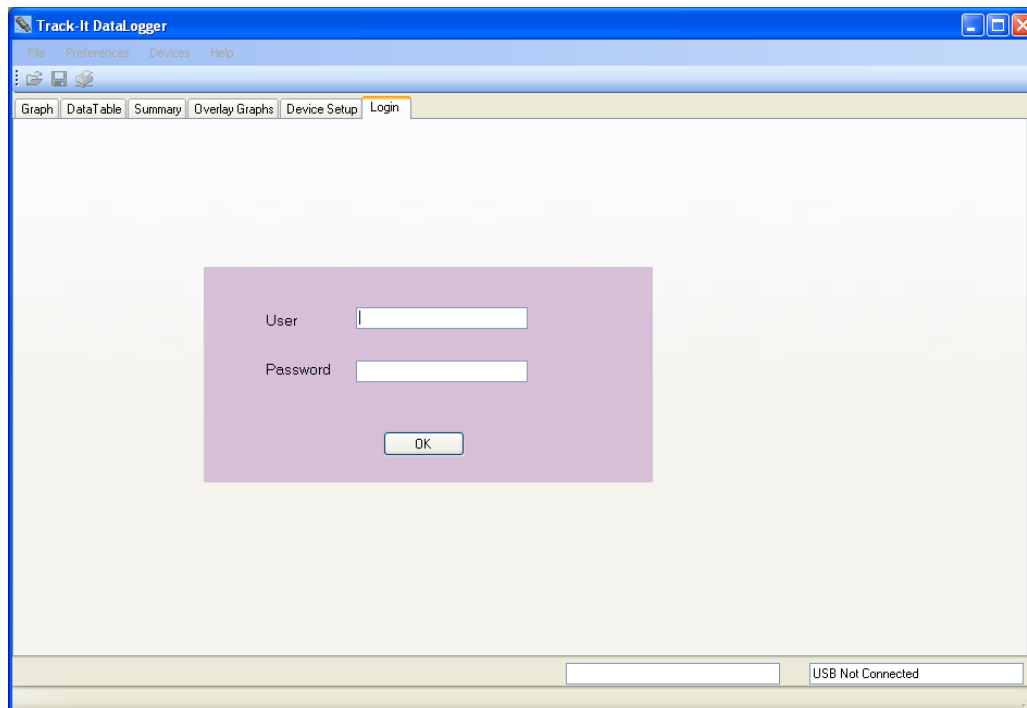 Track-It DataLogger
File Preferences Devices Help
Graph DataTable Summary Overlay Graphs Device Setup Login
User
Password
OK
USB Not Connected